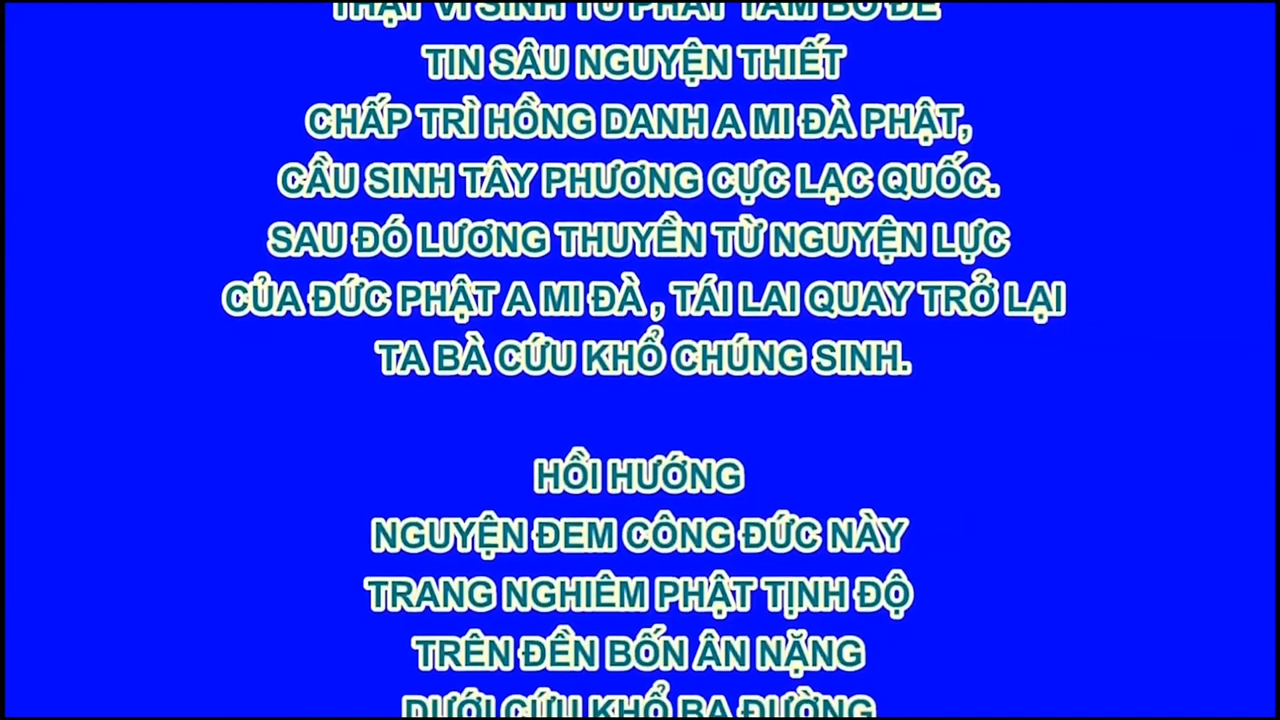 THẬT VÌ SINH TỬ PHÁT TÂM BỒ ĐỀ
TIN SÂU NGUYỆN THIẾT
CHẤP TRÌ HỒNG DANH A MI ĐÀ PHẬT,
CẦU SINH TÂY PHƯƠNG CỰC LẠC QUỐC.
SAU ĐÓ LƯƠNG THUYỀN TỪ NGUYỆN LỰC
CỦA ĐỨC PHẬT A MI ĐÀ , TÁI LAI QUAY TRỞ LẠI
TA BÀ CỨU KHỔ CHÚNG SINH.
HỒI HƯỚNG
NGUYỆN ĐEM CÔNG ĐỨC NÀY
TRANG NGHIÊM PHẬT TỊNH ĐỘ
TRÊN ĐỀN BỐN ÂN NẶNG
DƯỚI CỨU KHỔ BA ĐƯỜNG